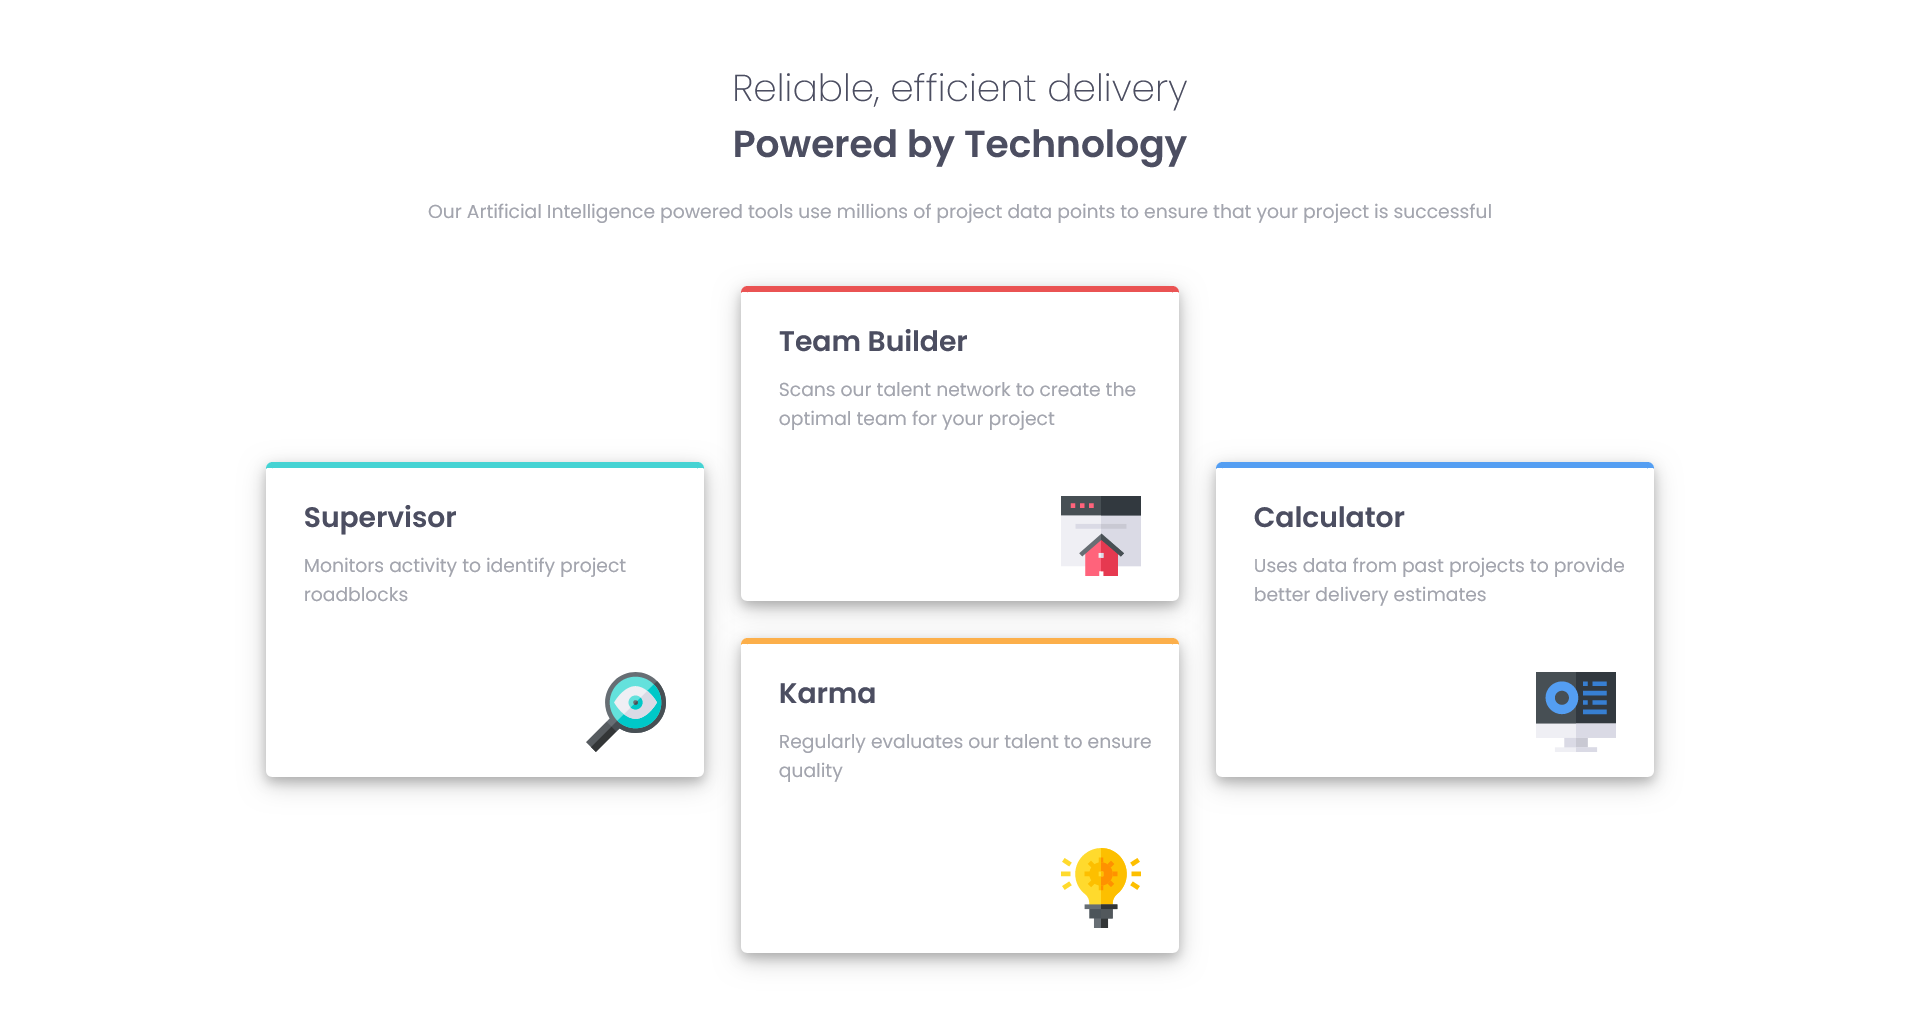 Reliable, efficient delivery
Powered by Technology
Our Artificial Intelligence powered tools use millions of project data points to ensure that your project is successful
Team Builder
Scans our talent network to create the
optimal team for your project
Supervisor
Monitors activity to identify project
roadblocks
Calculator
Uses data from past projects to provide
better delivery estimates
Karma
Regularly evaluates our talent to ensure
quality